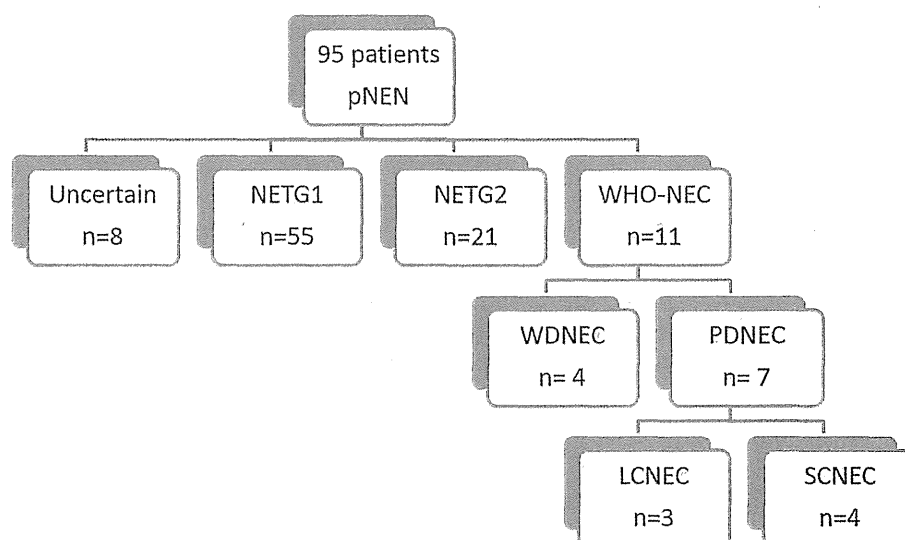 95 patients
pNEN
Uncertain
n=8
NETG1
n=55
NETG2
n=21
WHO-NEC
n=11
WDNEC
n= 4
PDNEC
n= 7
LCNEC
n=3
SCNEC
n=4